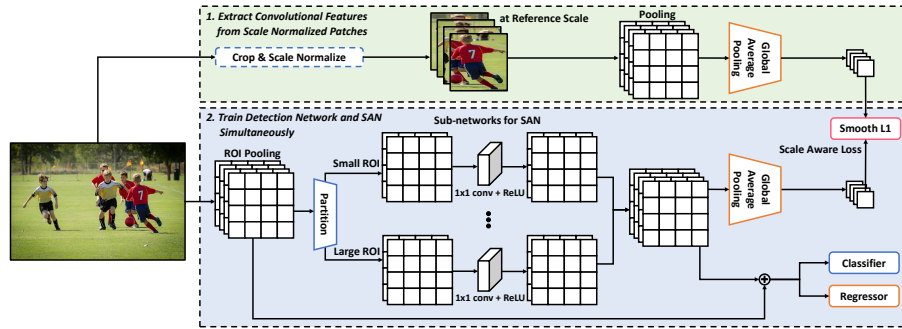 1. Extract Convolutional Features
from Scale Normalized Patches
at Reference Scale
Pooling
Crop & Scale Normalize
7
Global
Average
Pooling
2. Train Detection Network and SAN
Simultaneously
Sub-networks for SAN
Smooth L1
Scale Aware Loss
ROI Pooling
Small ROI
1x1 conv + ReLU
Partition
Global
Average
Pooling
Large ROI
1x1 conv + ReLU
Classifier
Regressor
7